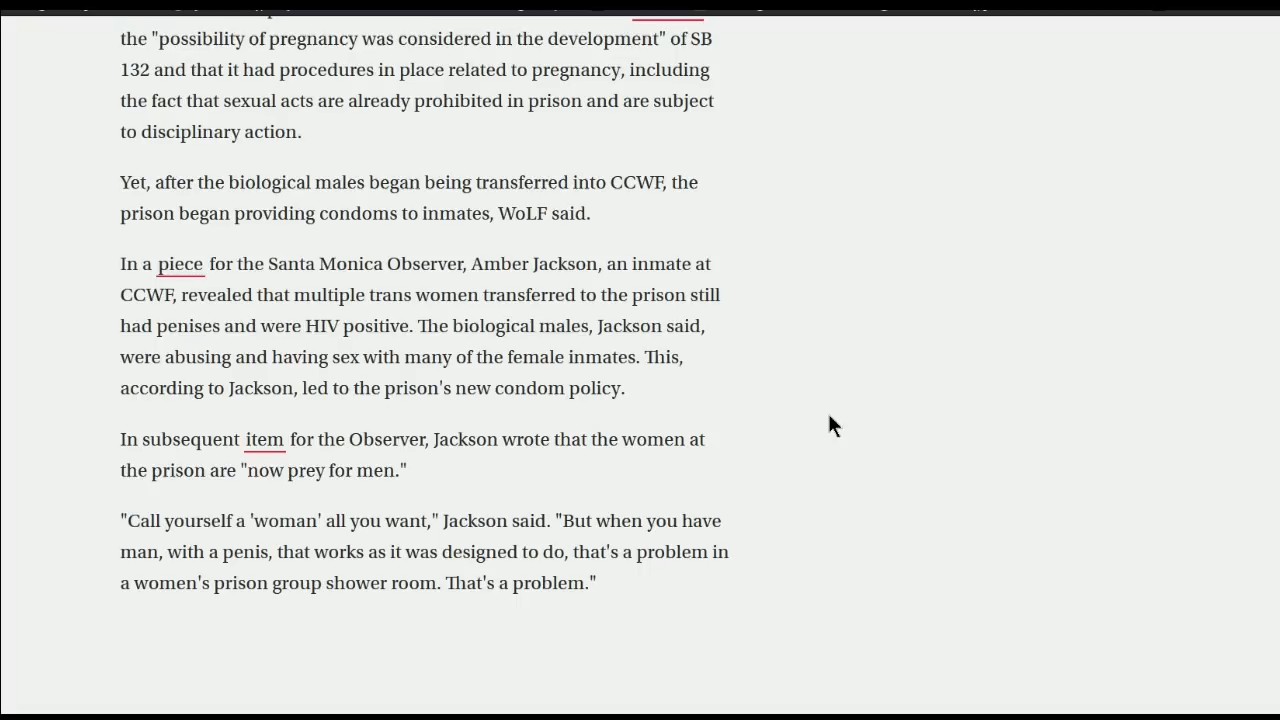 the "possibility of pregnancy was considered in the development" of SB
132 and that it had procedures in place related to pregnancy, including
the fact that sexual acts are already prohibited in prison and are subject
to disciplinary action.
Yet, after the biological males began being transferred into CCWF, the
prison began providing condoms to inmates, WoLF said.
In a piece for the Santa Monica Observer, Amber Jackson, an inmate at
CCWF, revealed that multiple trans women transferred to the prison still
had penises and were HIV positive. The biological males, Jackson said,
were abusing and having sex with many of the female inmates. This,
according to Jackson, led to the prison's new condom policy.
In subsequent item for the Observer, Jackson wrote that the women at
the prison are "now prey for men."
"Call yourself a 'woman' all you want," Jackson said. "But when you have
man, with a penis, that works as it was designed to do, that's a problem in
a women's prison group shower room. That's a problem."